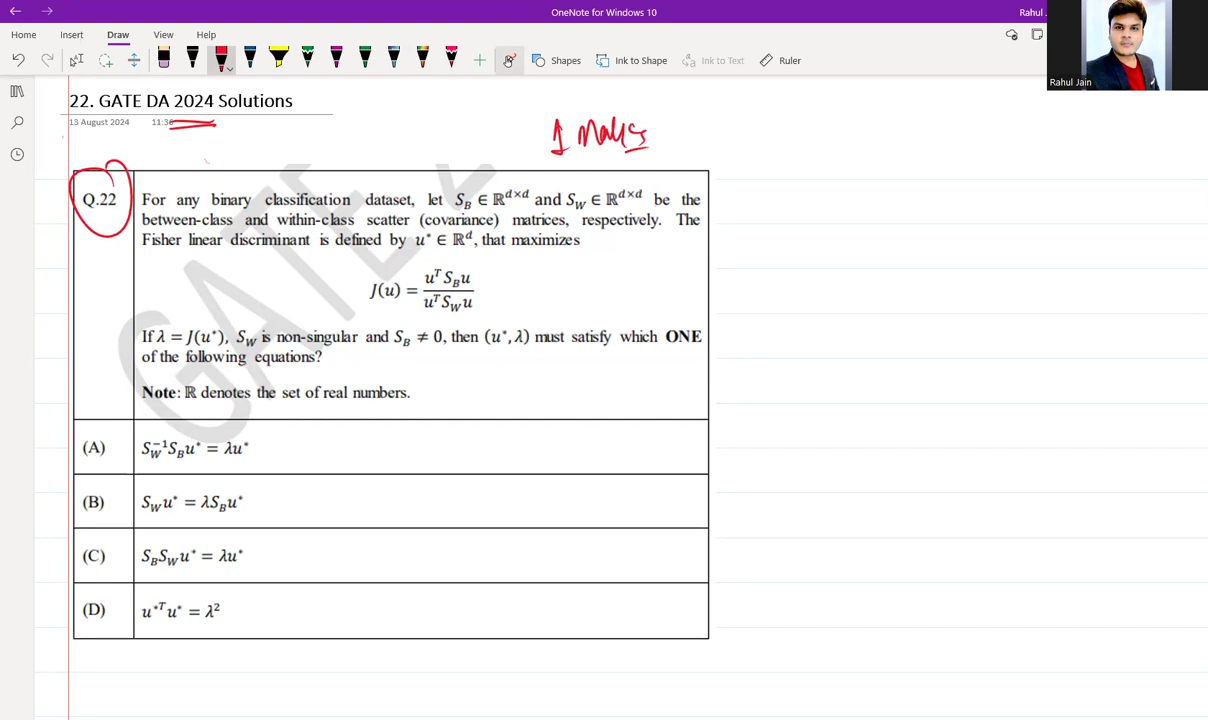 OneNote for Windows 10
Rahul J
Home Insert Draw View Help
Shapes Ink to Shape Ink to Text Ruler
Rahul Jain
22. GATE DA 2024 Solutions
13 August 2024 11:36
1 Marks
Q.22 For any binary classification dataset, let S_B ∈ ℝ^{d×d} and S_W ∈ ℝ^{d×d} be the
between-class and within-class scatter (covariance) matrices, respectively. The
Fisher linear discriminant is defined by u* ∈ ℝ^d, that maximizes
J(u) = \frac{u^T S_B u}{u^T S_W u}
If λ = J(u*), S_W is non-singular and S_B ≠ 0, then (u*, λ) must satisfy which ONE
of the following equations?
Note: ℝ denotes the set of real numbers.
(A) S_W^{-1} S_B u* = λu*
(B) S_W u* = λS_B u*
(C) S_B S_W u* = λu*
(D) u*^T u* = λ²
GATE 2